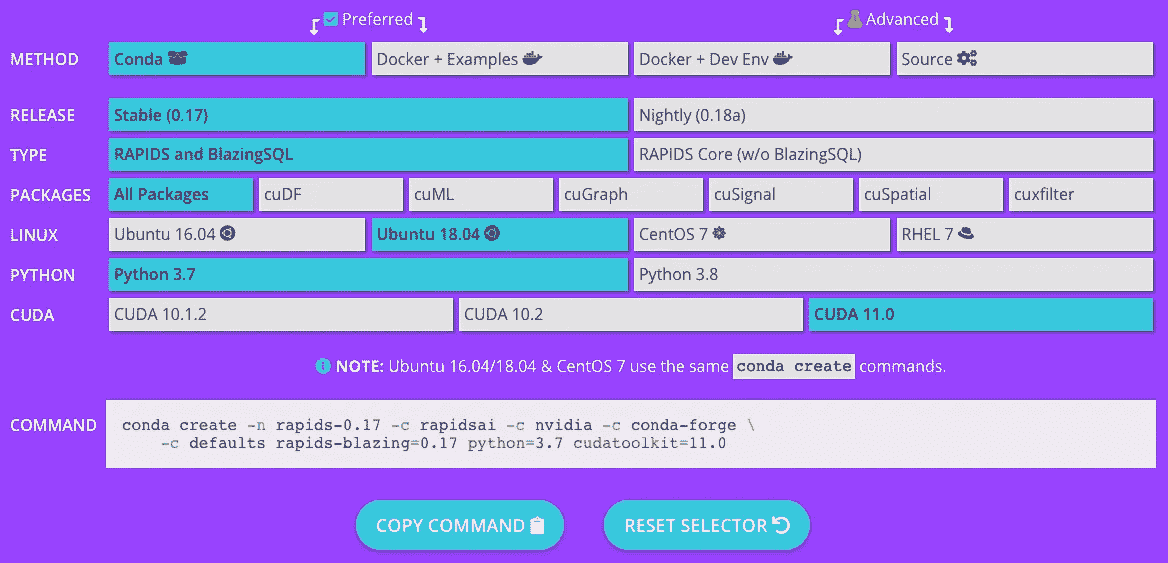 Preferred Advanced
METHOD Conda Docker + Examples Docker + Dev Env Source
RELEASE Stable (0.17) Nightly (0.18a)
TYPE RAPIDS and BlazingSQL RAPIDS Core (w/o BlazingSQL)
PACKAGES All Packages cuDF cuML cuGraph cuSignal cuSpatial cuxfilter
LINUX Ubuntu 16.04 Ubuntu 18.04 CentOS 7 RHEL 7
PYTHON Python 3.7 Python 3.8
CUDA CUDA 10.1.2 CUDA 10.2 CUDA 11.0
NOTE: Ubuntu 16.04/18.04 & CentOS 7 use the same conda create commands.
COMMAND conda create -n rapids-0.17 -c rapidsai -c nvidia -c conda-forge \
-c defaults rapids-blazing=0.17 python=3.7 cudatoolkit=11.0
COPY COMMAND RESET SELECTOR